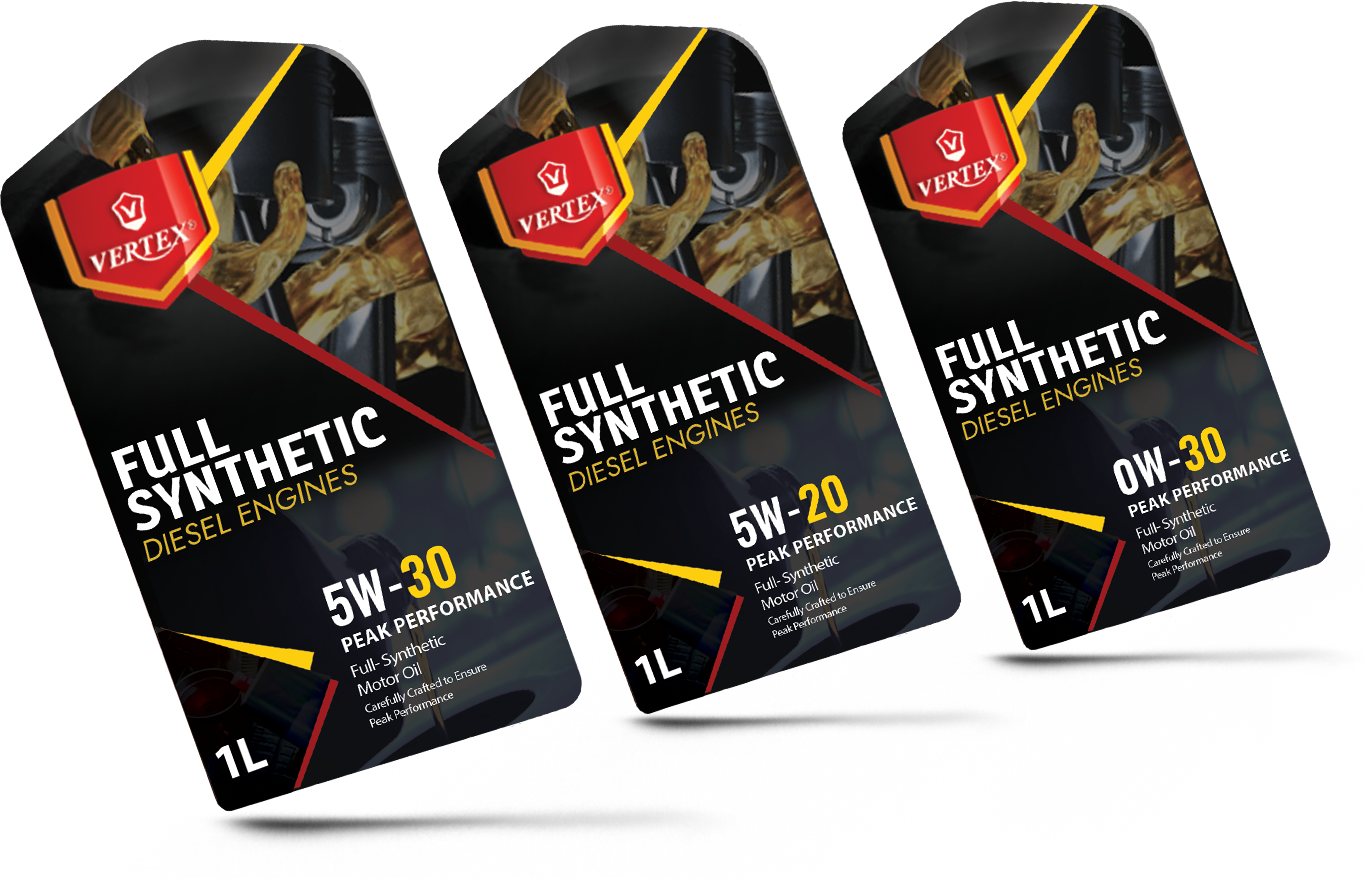 VERTEX®
FULL
SYNTHETIC
DIESEL ENGINES
5W-30
PEAK PERFORMANCE
Full- Synthetic
Motor Oil
Carefully Crafted to Ensure
Peak Performance
1L
VERTEX®
FULL
SYNTHETIC
DIESEL ENGINES
5W-20
PEAK PERFORMANCE
Full- Synthetic
Motor Oil
Carefully Crafted to Ensure
Peak Performance
1L
VERTEX®
FULL
SYNTHETIC
DIESEL ENGINES
0W-30
PEAK PERFORMANCE
Full- Synthetic
Motor Oil
Carefully Crafted to Ensure
Peak Performance
1L